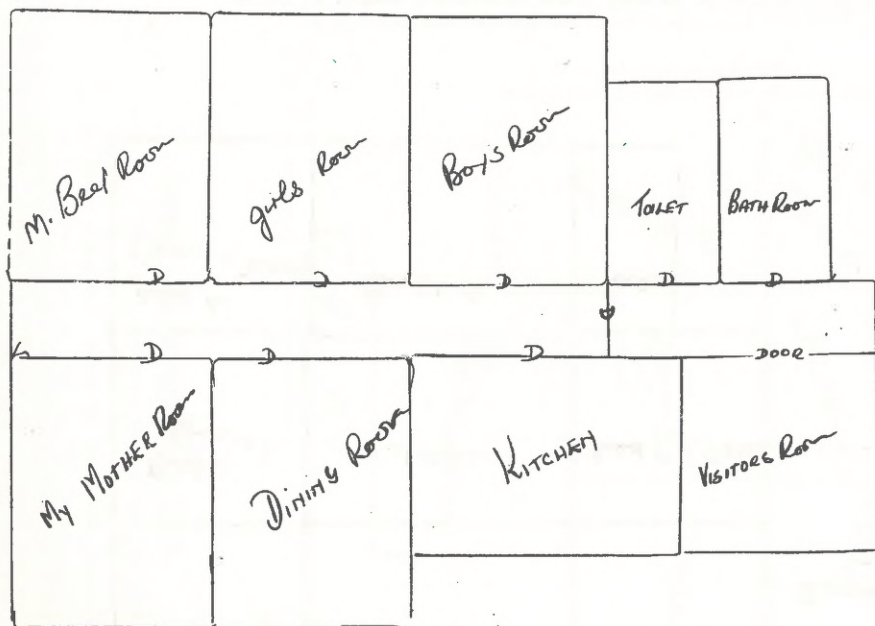 M. Bed Room
girls Room
Boys Room
TOILET
BATH ROOM
D
D
D
D
D
D
D
D
D
DOOR
My MOTHER Room
Dining Room
KITCHEN
VISITORS Room